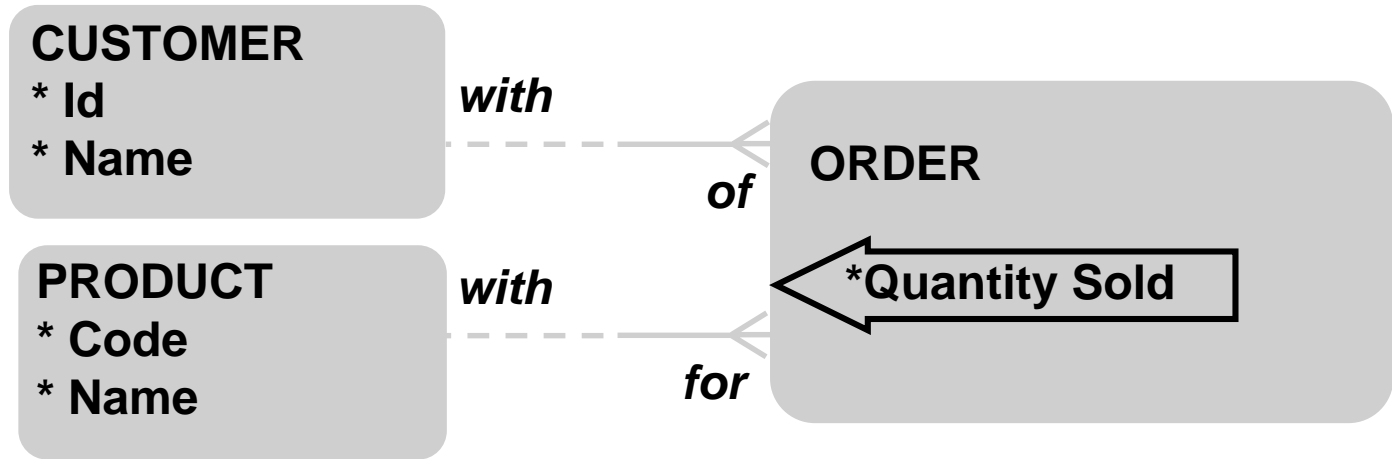 CUSTOMER
* Id
* Name
with
of
ORDER
*Quantity Sold
PRODUCT
* Code
* Name
with
for